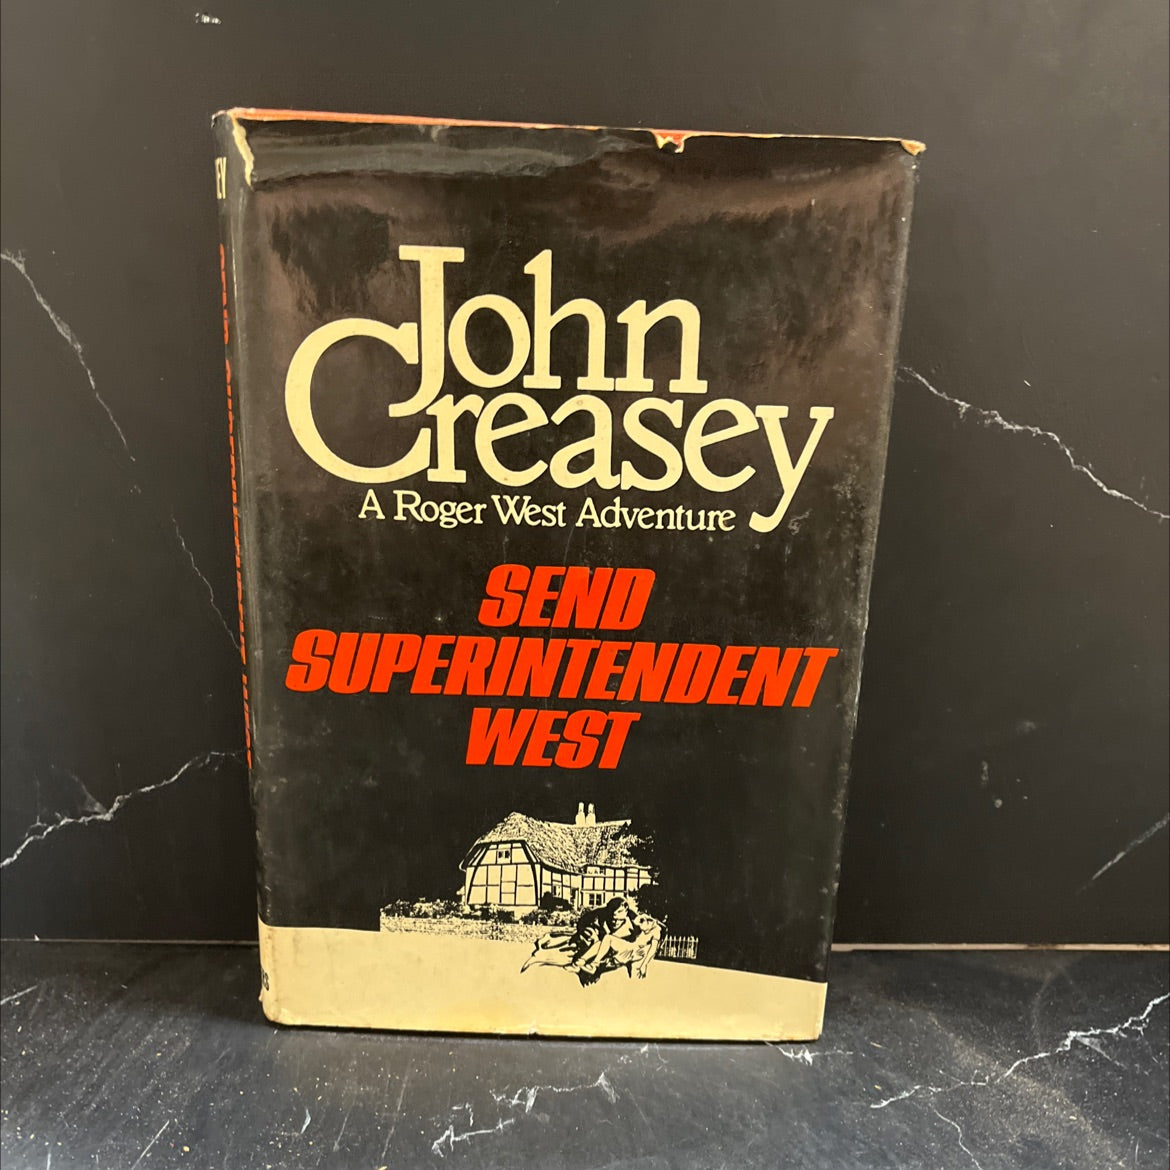 John
Creasey
A Roger West Adventure
SEND
SUPERINTENDENT
WEST